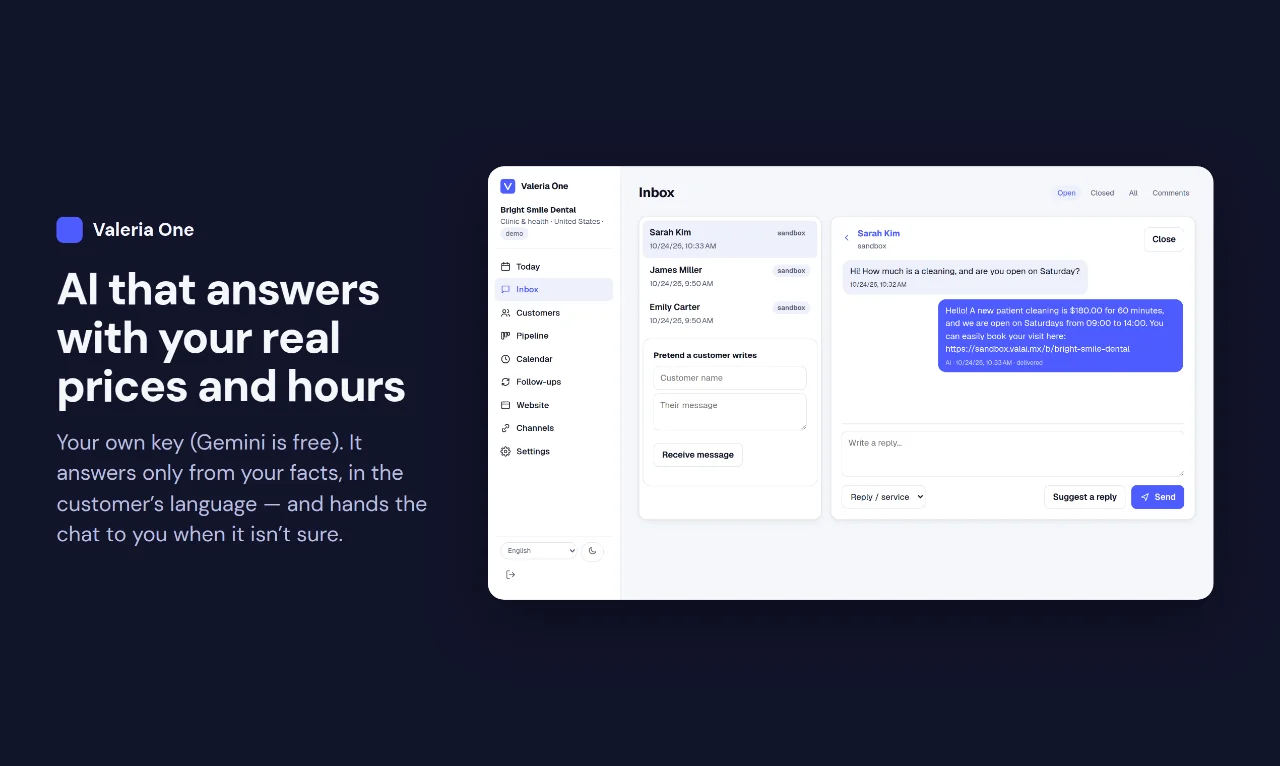 Valeria One
AI that answers
with your real
prices and hours
Your own key (Gemini is free). It
answers only from your facts, in the
customer’s language — and hands the
chat to you when it isn’t sure.
Valeria One
Bright Smile Dental
Clinic & health · United States ·
demo
Today
Inbox
Customers
Pipeline
Calendar
Follow-ups
Website
Channels
Settings
English
Inbox
Open
Closed
All
Comments
Sarah Kim
sandbox
10/24/26, 10:33 AM
James Miller
sandbox
10/24/26, 9:50 AM
Emily Carter
sandbox
10/24/26, 9:50 AM
Pretend a customer writes
Customer name
Their message
Receive message
Sarah Kim
sandbox
Close
Hi! How much is a cleaning, and are you open on Saturday?
10/24/26, 10:32 AM
Hello! A new patient cleaning is $180.00 for 60 minutes,
and we are open on Saturdays from 09:00 to 14:00. You
can easily book your visit here:
https://sandbox.valai.mx/b/bright-smile-dental
AI · 10/24/26, 10:33 AM · delivered
Write a reply...
Reply / service
Suggest a reply
Send